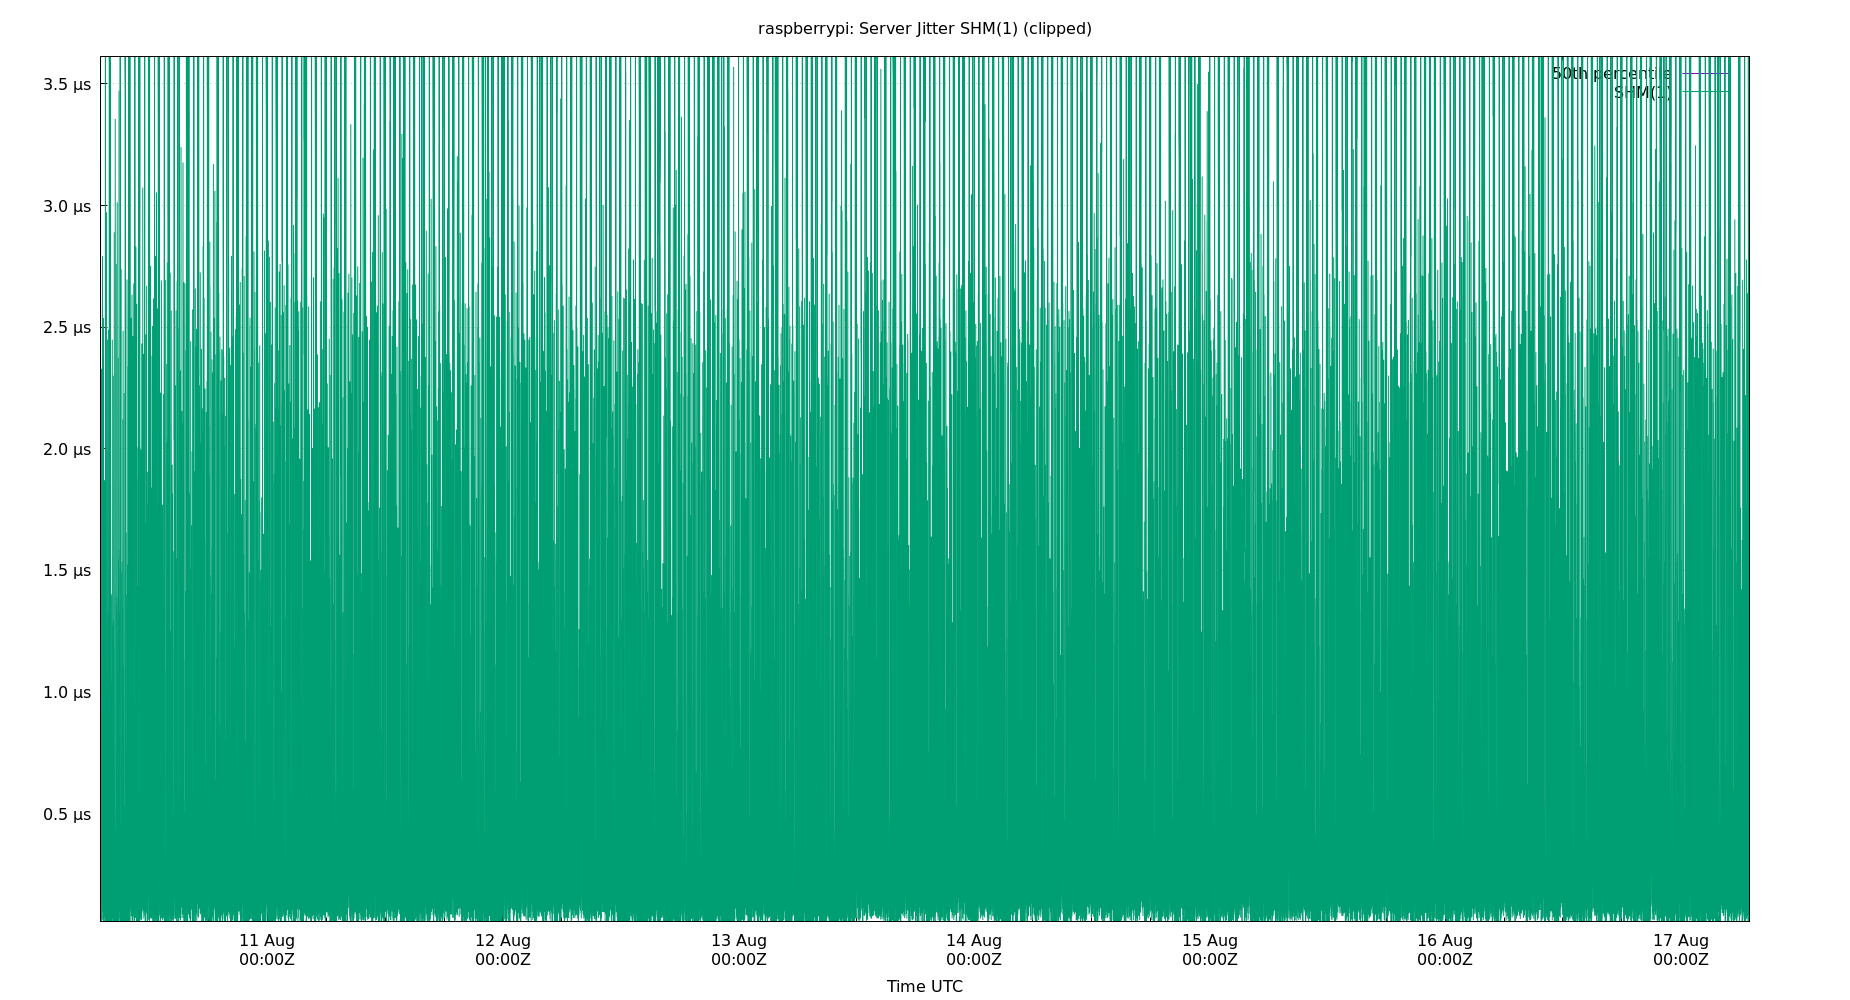 raspberrypi: Server Jitter SHM(1) (clipped)
3.5 µs
50th percentile
SHM(1)
3.0 µs
2.5 µs
2.0 µs
1.5 µs
1.0 µs
0.5 µs
11 Aug 12 Aug 13 Aug 14 Aug 15 Aug 16 Aug 17 Aug
00:00Z 00:00Z 00:00Z 00:00Z 00:00Z 00:00Z 00:00Z
Time UTC